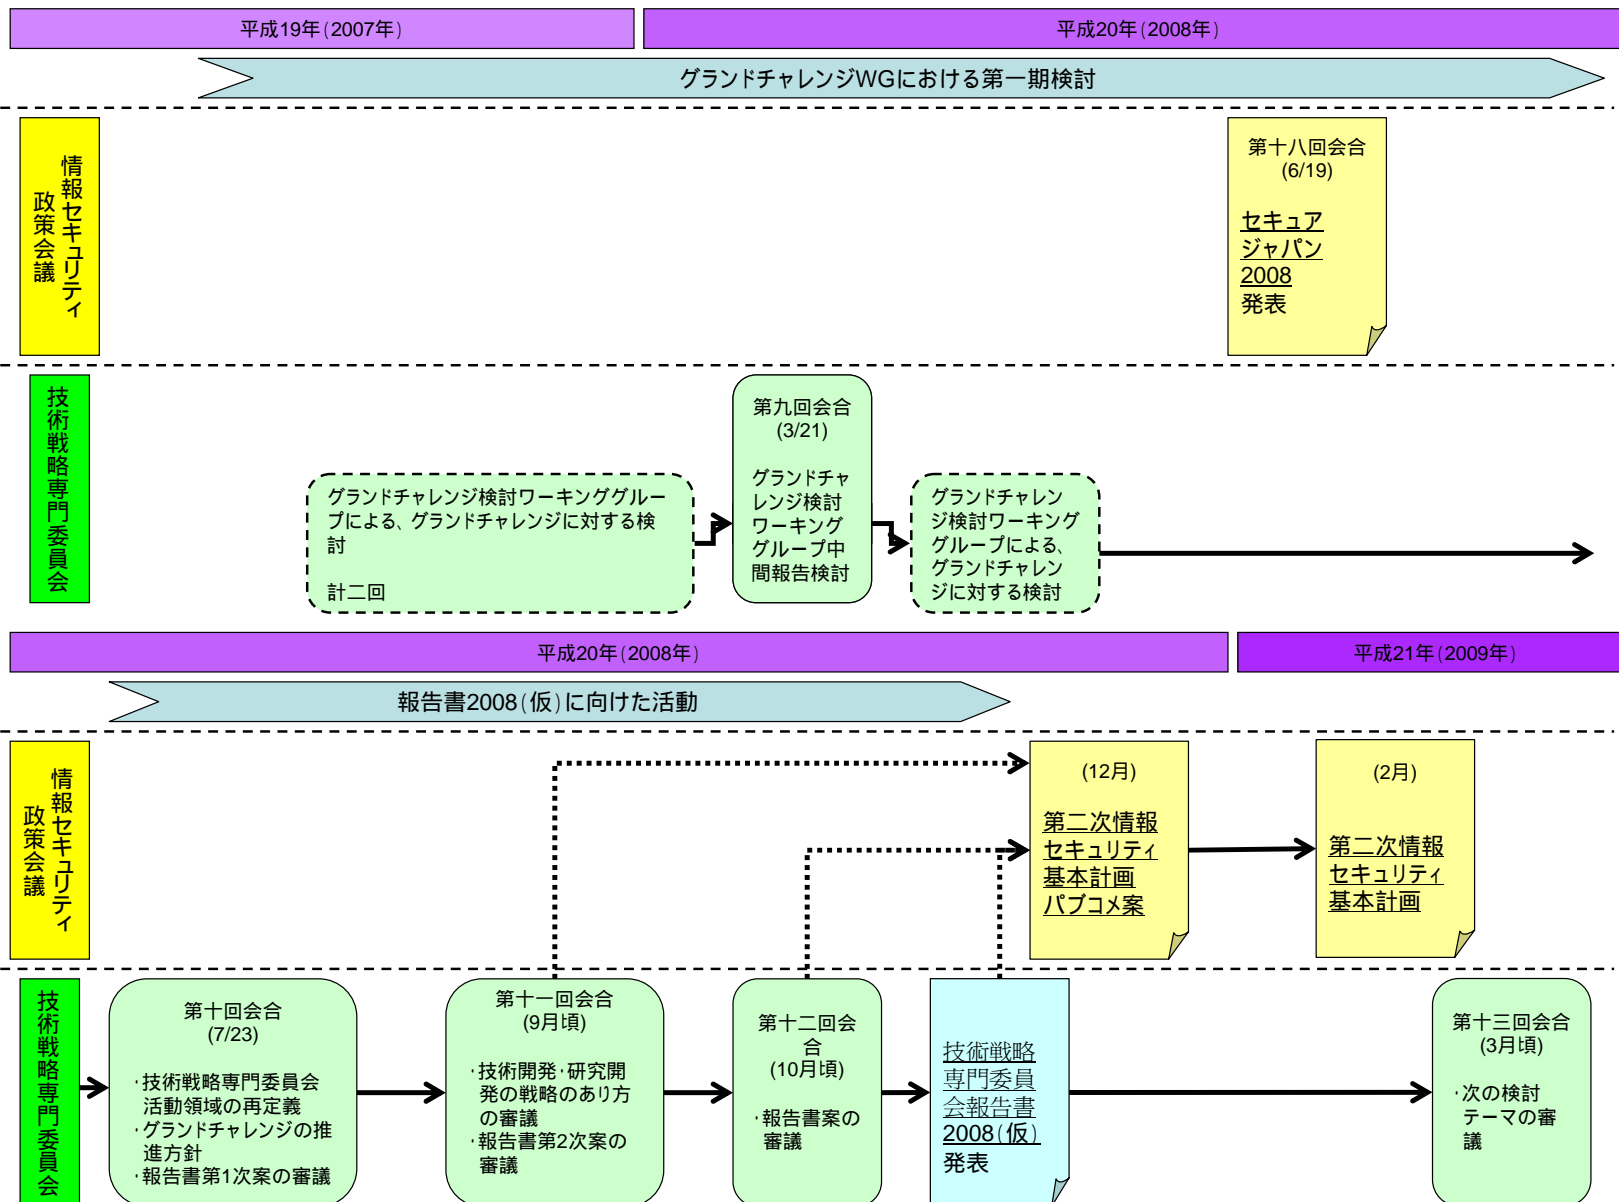 平成19年(2007年)
平成20年(2008年)
グランドチャレンジWGにおける第一期検討
情報セキュリティ
政策会議
第十八回会合
(6/19)
セキュア
ジャパン
2008
発表
技術戦略専門委員会
グランドチャレンジ検討ワーキンググルー
プによる、グランドチャレンジに対する検
討
計二回
第九回会合
(3/21)
グランドチャ
レンジ検討
ワーキング
グループ中
間報告検討
グランドチャレン
ジ検討ワーキング
グループによる、
グランドチャレン
ジに対する検討
平成20年(2008年)
平成21年(2009年)
報告書2008(仮)に向けた活動
情報セキュリティ
政策会議
(12月)
第二次情報
セキュリティ
基本計画
パブコメ案
(2月)
第二次情報
セキュリティ
基本計画
技術戦略専門委員会
第十回会合
(7/23)
・技術戦略専門委員会
活動領域の再定義
・グランドチャレンジの推
進方針
・報告書第1次案の審議
第十一回会合
(9月頃)
・技術開発・研究開
発の戦略のあり方
の審議
・報告書第2次案の
審議
第十二回会
合
(10月頃)
・報告書案の
審議
技術戦略
専門委員
会報告書
2008(仮)
発表
第十三回会合
(3月頃)
・次の検討
テーマの審
議